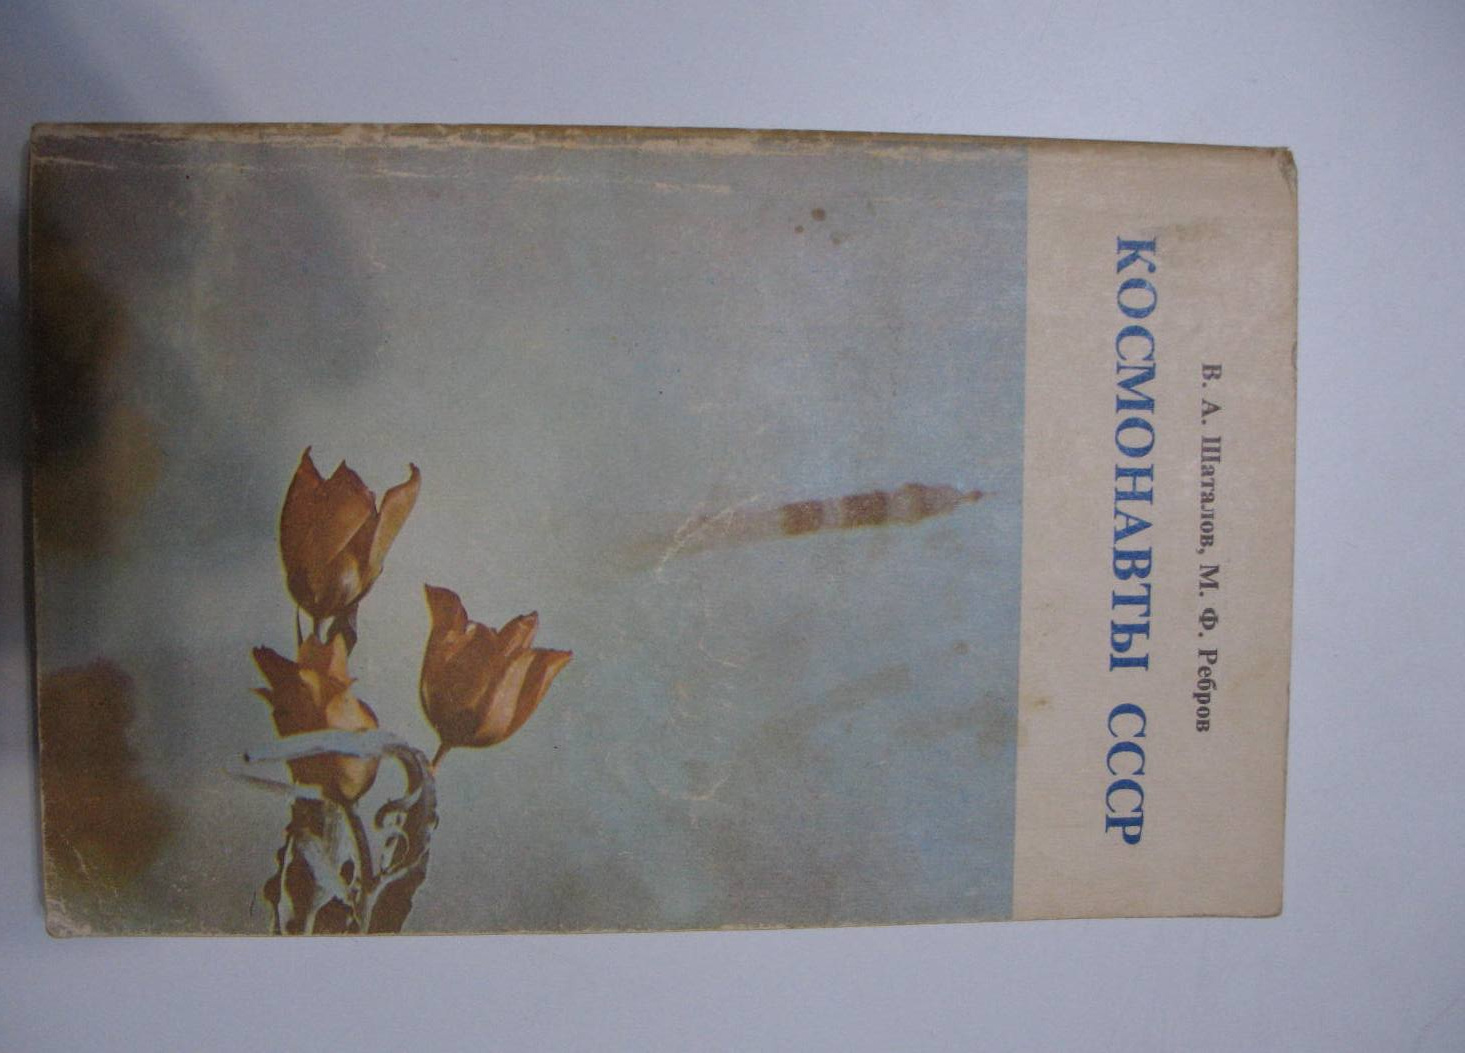 В. А. Шаталов, М. Ф. Ребров
КОСМОНАВТЫ СССР